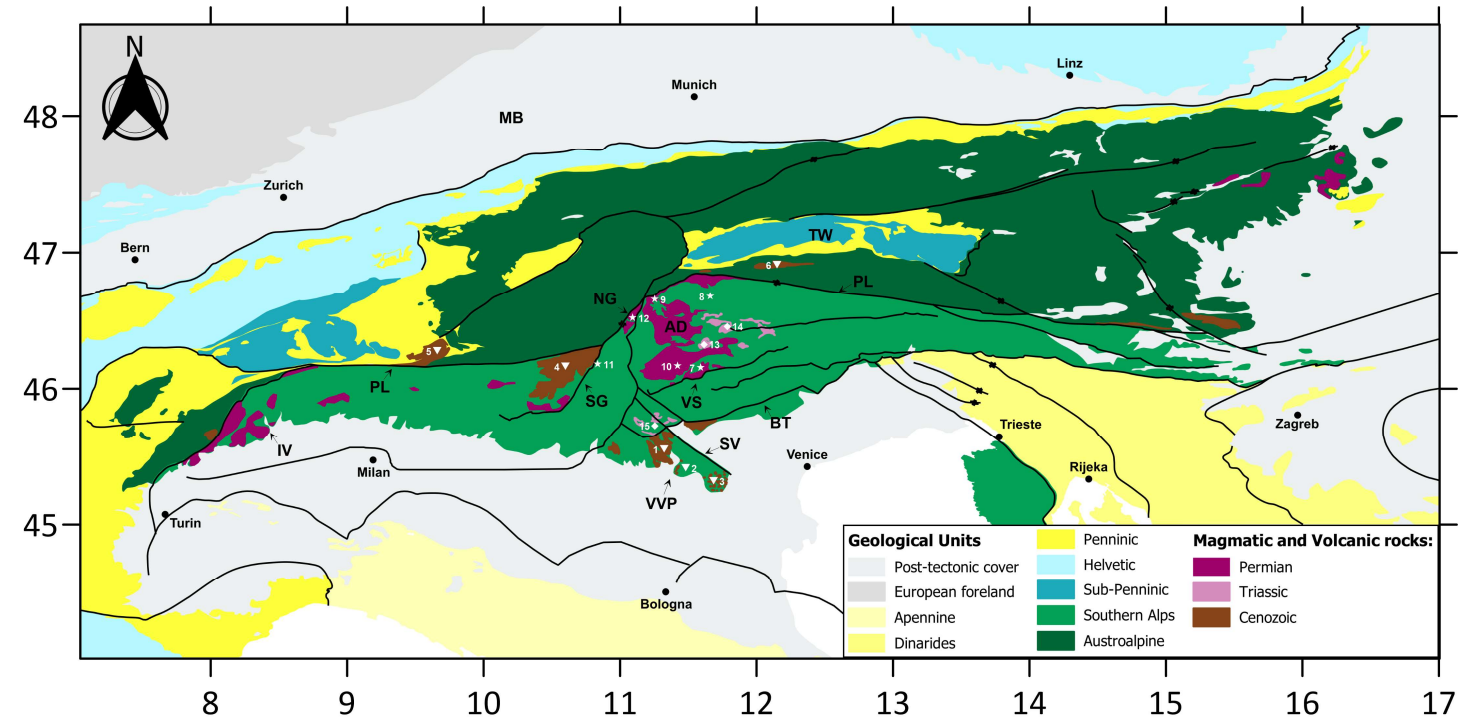 N
Linz
Munich
48
MB
Zurich
Bern
47
TW
6
PL
NG
9
8
12
AD
14
13
5
4
11
10
7
46
PL
SG
VS
BT
15
Trieste
Zagreb
IV
SV
1
2
3
Milan
Venice
Rijeka
VVP
45
Turin
Bologna
Geological Units
Post-tectonic cover
European foreland
Apennine
Dinarides
Penninic
Helvetic
Sub-Penninic
Southern Alps
Austroalpine
Magmatic and Volcanic rocks:
Permian
Triassic
Cenozoic
8 9 10 11 12 13 14 15 16 17